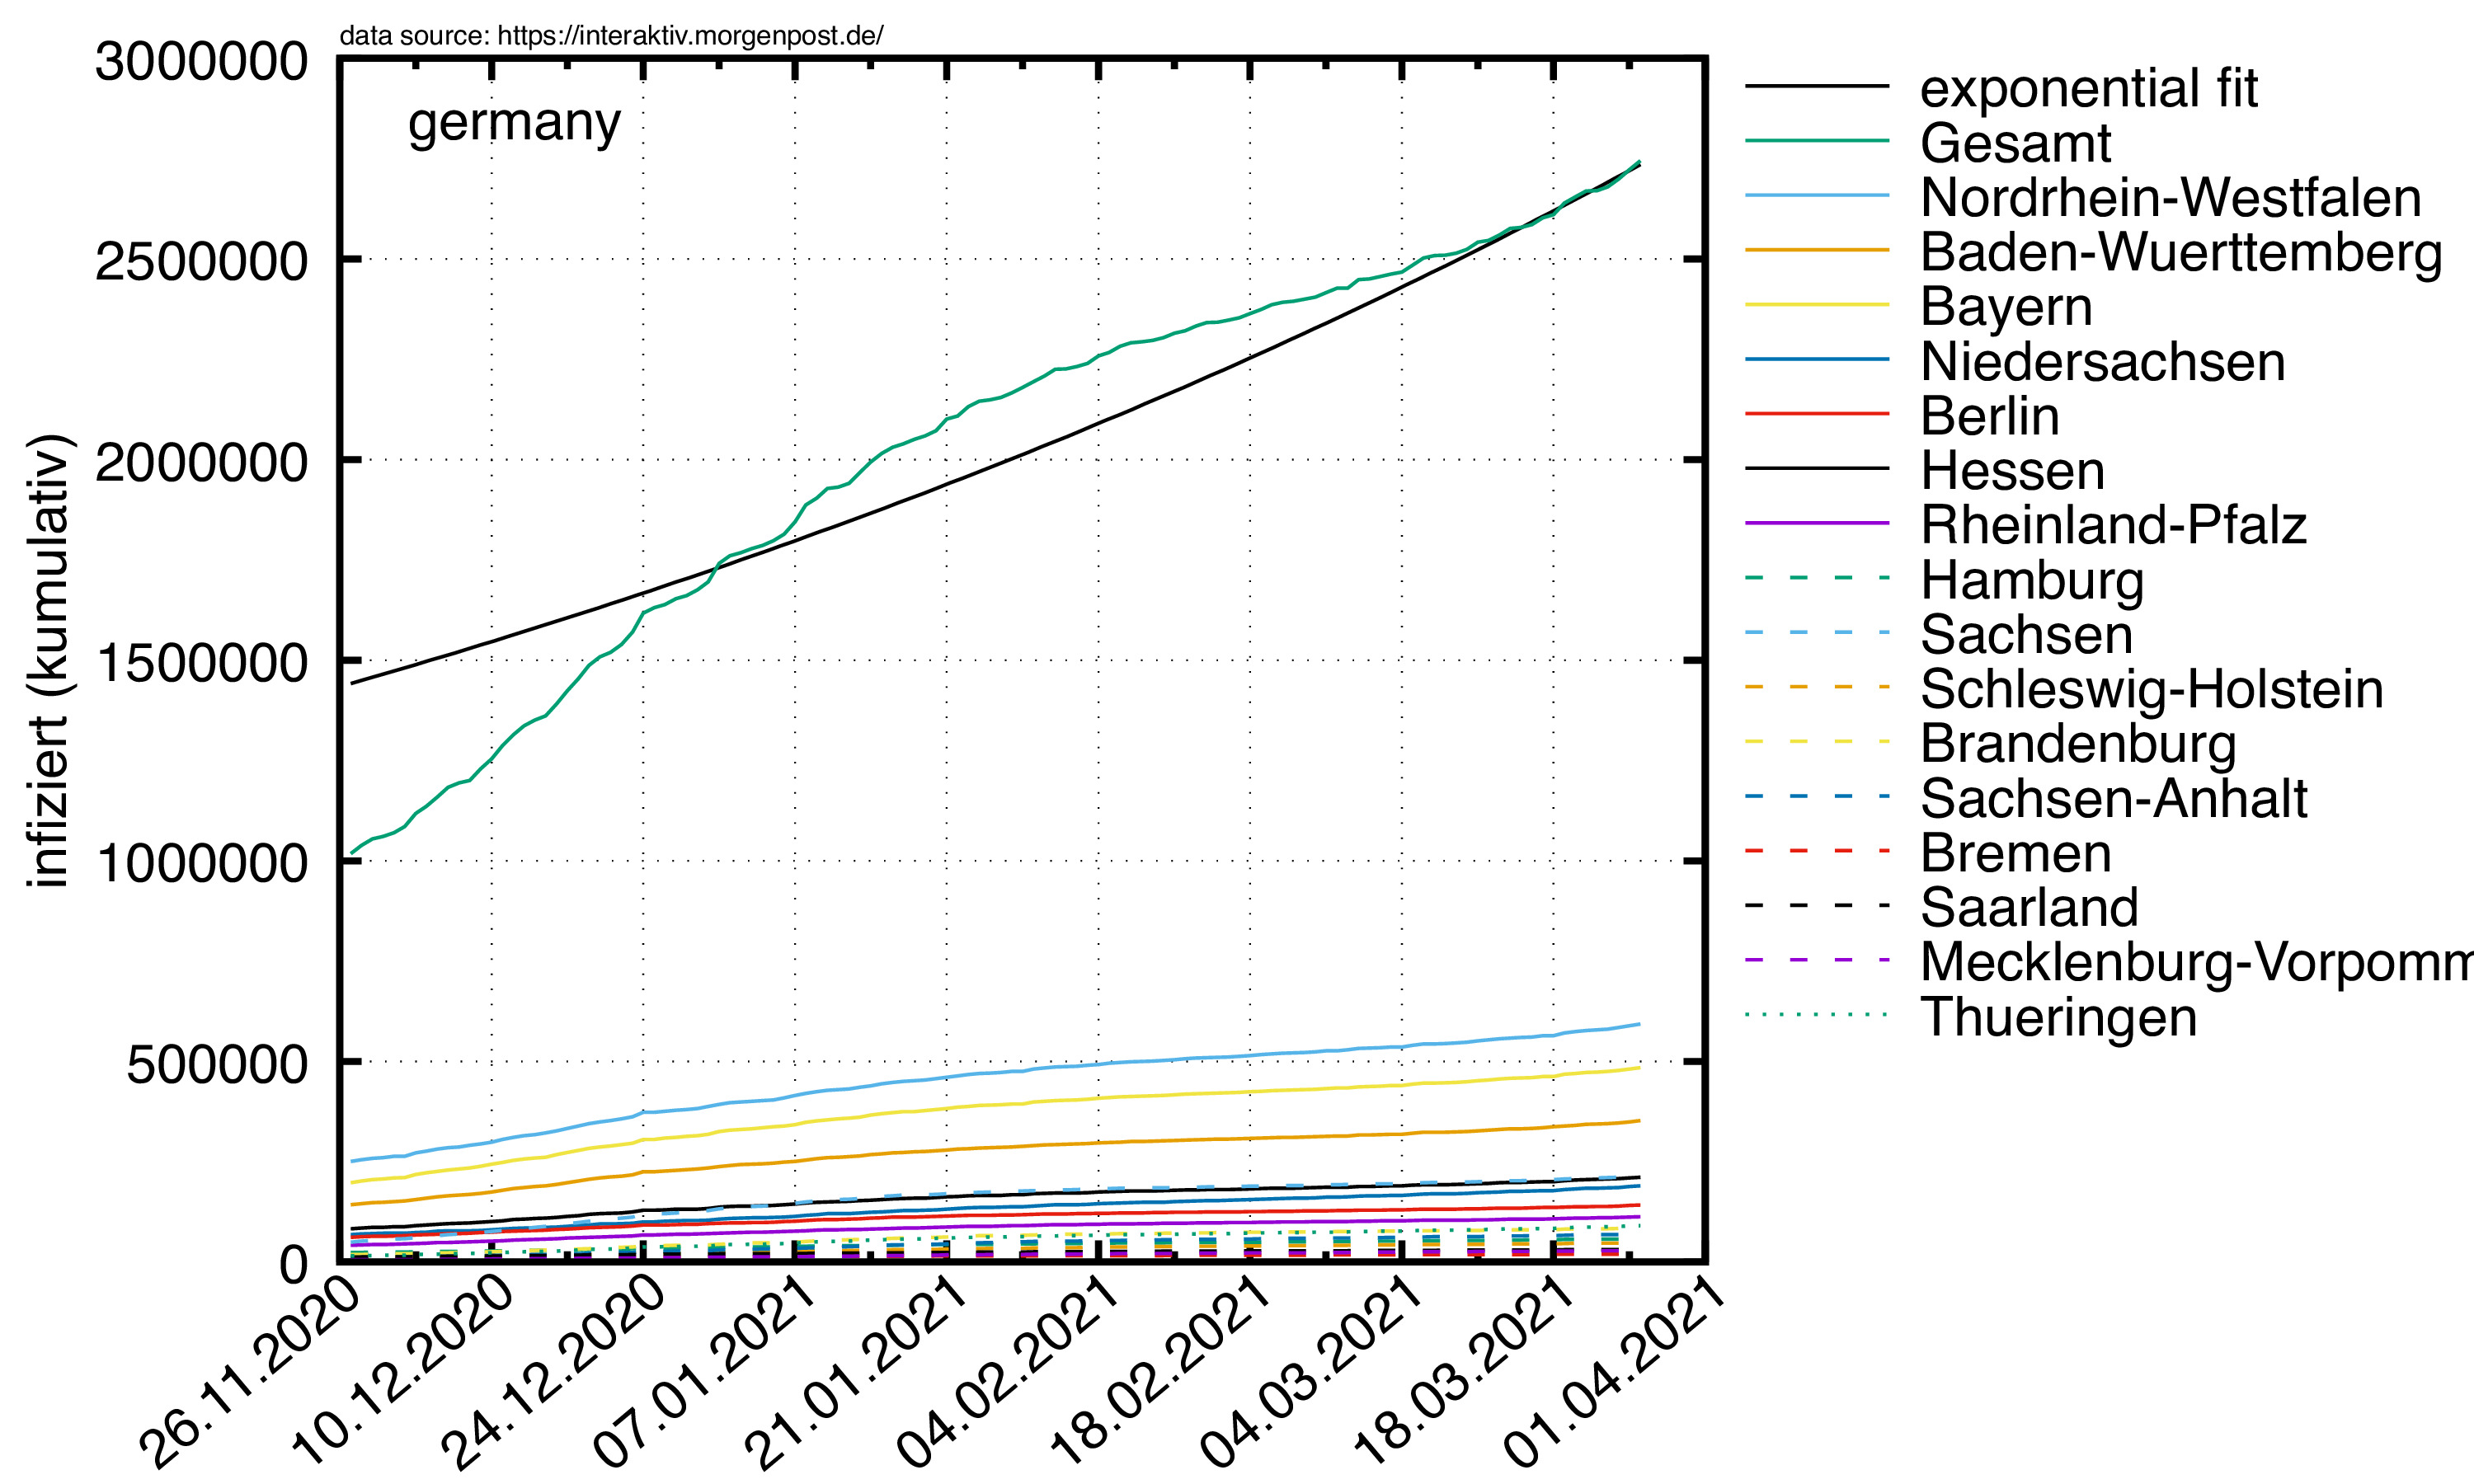 data source: https://interaktiv.morgenpost.de/
germany
infiziert (kumulativ)
3000000
2500000
2000000
1500000
1000000
500000
0
26.11.2020
10.12.2020
24.12.2020
07.01.2021
21.01.2021
04.02.2021
18.02.2021
04.03.2021
18.03.2021
01.04.2021
exponential fit
Gesamt
Nordrhein-Westfalen
Baden-Wuerttemberg
Bayern
Niedersachsen
Berlin
Hessen
Rheinland-Pfalz
Hamburg
Sachsen
Schleswig-Holstein
Brandenburg
Sachsen-Anhalt
Bremen
Saarland
Mecklenburg-Vorpomm
Thueringen